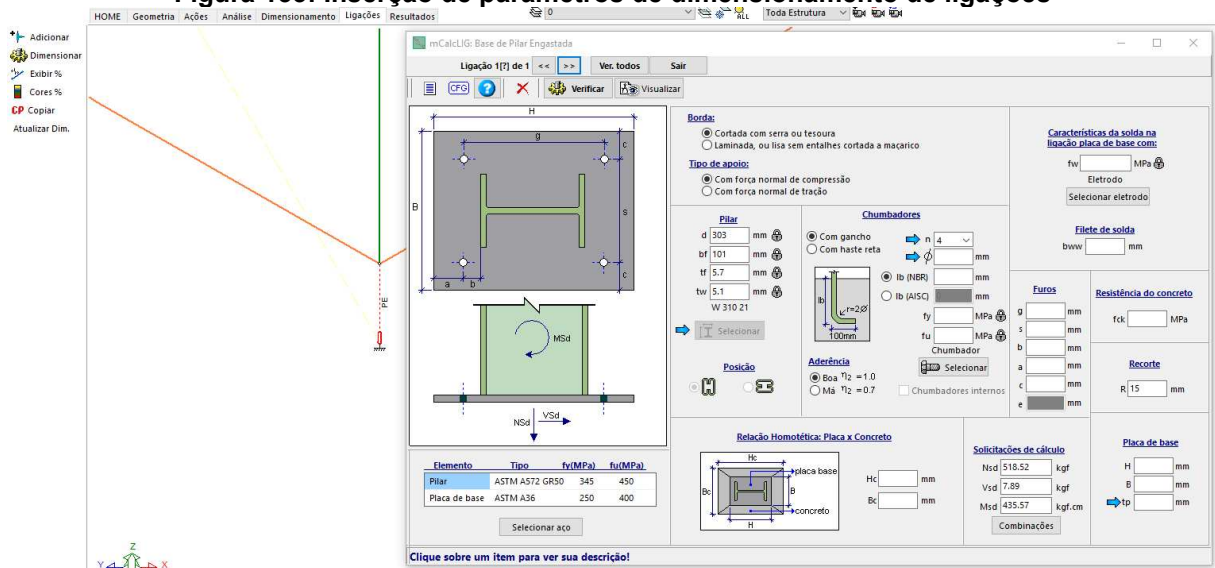 Figura 153: Inserção de parâmetros de dimensionamento de ligações
HOME Geometria Ações Análise Dimensionamento Ligações Resultados
0
ALL
Toda Estrutura
Adicionar
Dimensionar
Exibir %
Cores %
CP Copiar
Atualizar Dim.
PE
Z
Y
X
mCalcLIG: Base de Pilar Engastada
Ligação 1[?] de 1 << >> Ver. todos Sair
CFG ? Verificar Visualizar
H
g
c
B
s
c
a b
MSd
VSd
NSd
Elemento Tipo fy(MPa) fu(MPa)
Pilar ASTM A572 GR50 345 450
Placa de base ASTM A36 250 400
Selecionar aço
Borda:
Cortada com serra ou tesoura
Laminada, ou lisa sem entalhes cortada a maçarico
Tipo de apoio:
Com força normal de compressão
Com força normal de tração
Pilar
d 303 mm
bf 101 mm
tf 5.7 mm
tw 5.1 mm
W 310 21
Selecionar
Posição
Chumbadores
Com gancho
Com haste reta
n 4
ϕ mm
lb
r=2Ø
100mm
lb (NBR) mm
lb (AISC) mm
fy MPa
fu MPa
Chumbador
Selecionar
Aderência
Boa η2 =1.0
Má η2 =0.7
Chumbadores internos
Características da solda na
ligação placa de base com:
fw MPa
Eletrodo
Selecionar eletrodo
Filete de solda
bww mm
Furos
g mm
s mm
b mm
a mm
c mm
e mm
Resistência do concreto
fck MPa
Recorte
R 15 mm
Relação Homotética: Placa x Concreto
Hc
placa base
Bc
B
concreto
H
Hc mm
Bc mm
Solicitações de cálculo
Nsd 518.52 kgf
Vsd 7.89 kgf
Msd 435.57 kgf.cm
Combinações
Placa de base
H mm
B mm
tp mm
Clique sobre um item para ver sua descrição!